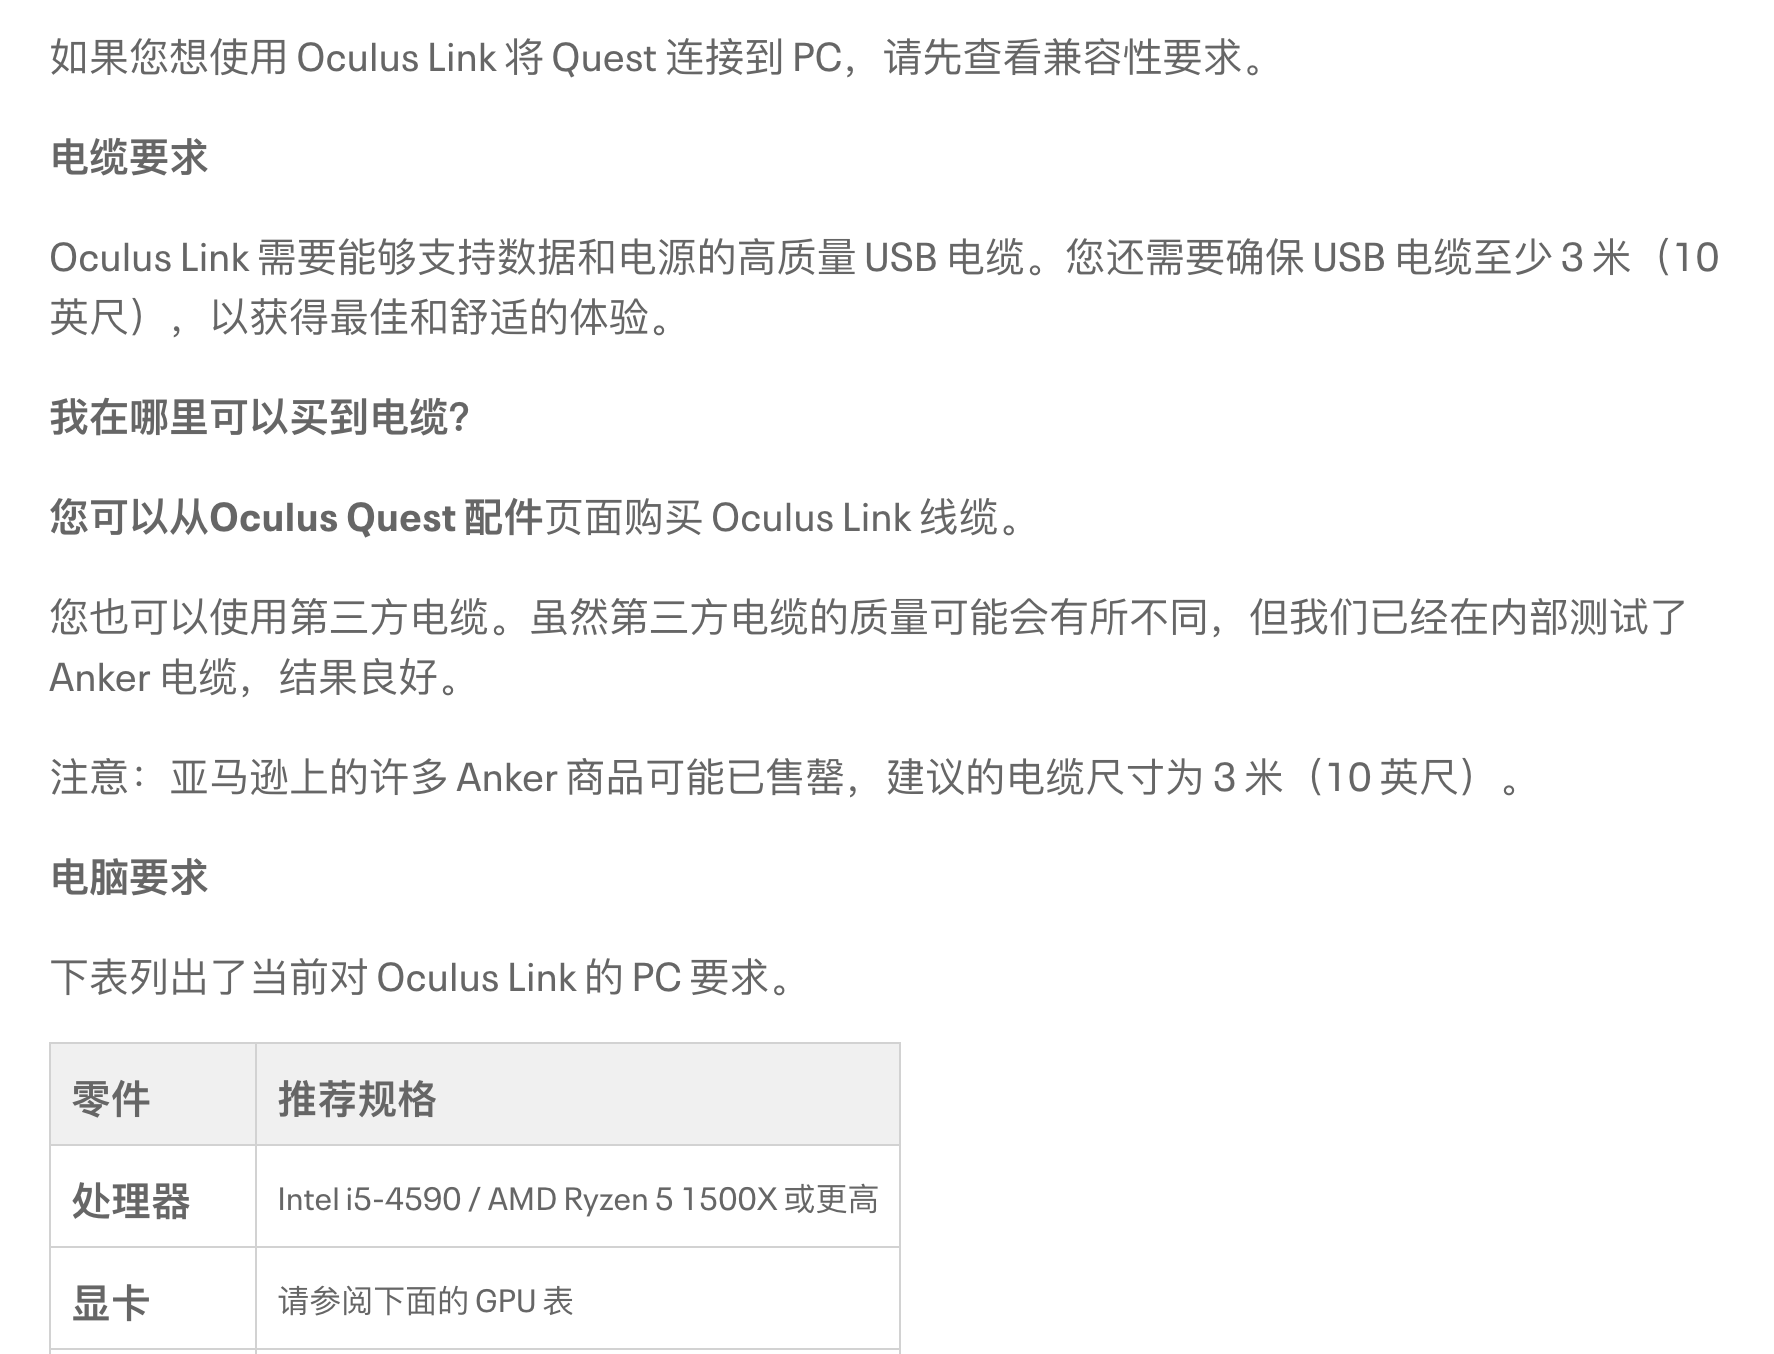 如果您想使用 Oculus Link 将 Quest 连接到 PC，请先查看兼容性要求。
电缆要求
Oculus Link 需要能够支持数据和电源的高质量 USB 电缆。您还需要确保 USB 电缆至少 3 米（10
英尺），以获得最佳和舒适的体验。
我在哪里可以买到电缆?
您可以从Oculus Quest 配件页面购买 Oculus Link 线缆。
您也可以使用第三方电缆。虽然第三方电缆的质量可能会有所不同，但我们已经在内部测试了
Anker 电缆，结果良好。
注意：亚马逊上的许多 Anker 商品可能已售罄，建议的电缆尺寸为 3 米（10 英尺）。
电脑要求
下表列出了当前对 Oculus Link 的 PC 要求。
零件 推荐规格
处理器 Intel i5-4590 / AMD Ryzen 5 1500X 或更高
显卡 请参阅下面的 GPU 表